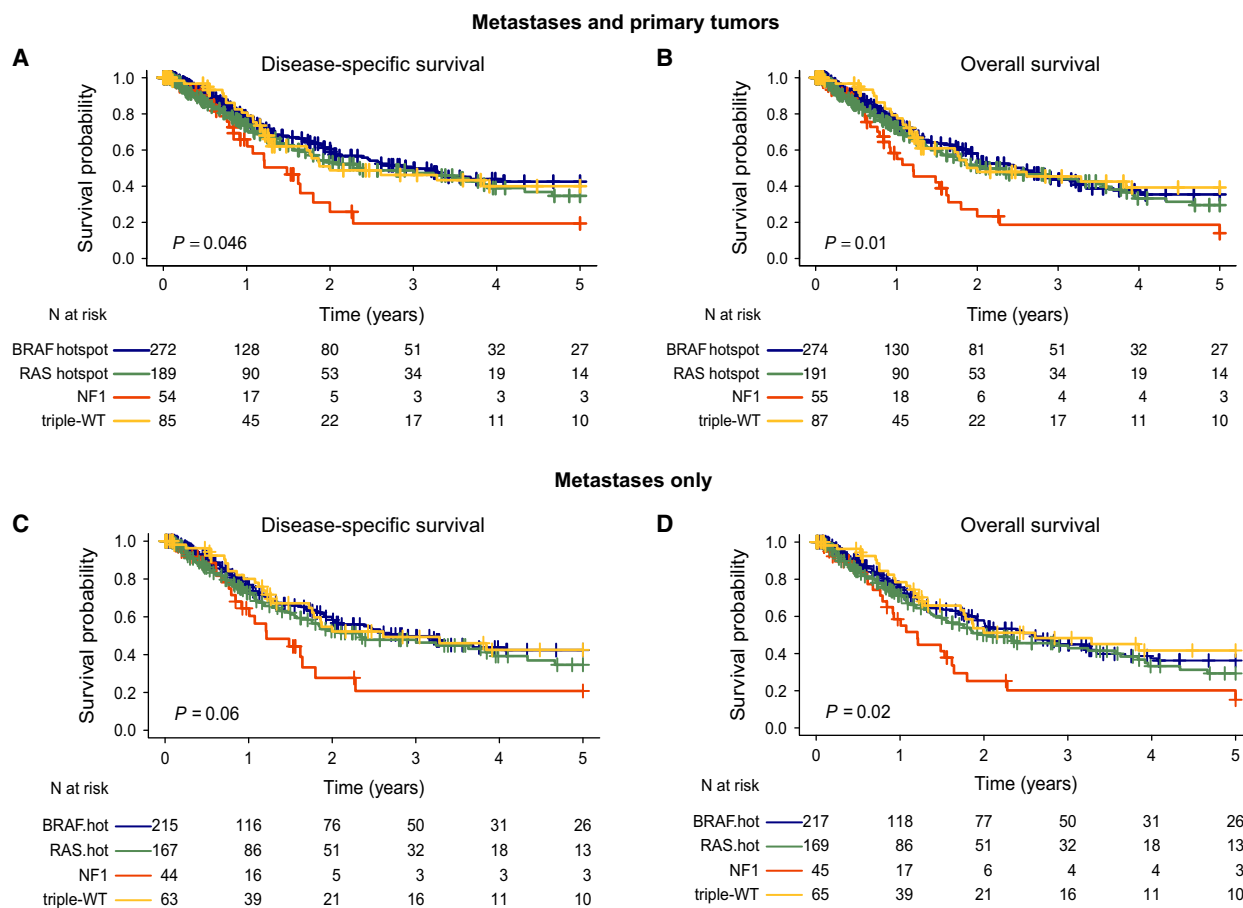 Metastases and primary tumors
A
Disease-specific survival
Survival probability
1.0
0.8
0.6
0.4
0.2
0.0
P = 0.046
0 1 2 3 4 5
N at risk
Time (years)
BRAF hotspot 272 128 80 51 32 27
RAS hotspot 189 90 53 34 19 14
NF1 54 17 5 3 3 3
triple-WT 85 45 22 17 11 10
B
Overall survival
Survival probability
1.0
0.8
0.6
0.4
0.2
0.0
P = 0.01
0 1 2 3 4 5
N at risk
Time (years)
BRAF hotspot 274 130 81 51 32 27
RAS hotspot 191 90 53 34 19 14
NF1 55 18 6 4 4 3
triple-WT 87 45 22 17 11 10
Metastases only
C
Disease-specific survival
Survival probability
1.0
0.8
0.6
0.4
0.2
0.0
P = 0.06
0 1 2 3 4 5
N at risk
Time (years)
BRAF.hot 215 116 76 50 31 26
RAS.hot 167 86 51 32 18 13
NF1 44 16 5 3 3 3
triple-WT 63 39 21 16 11 10
D
Overall survival
Survival probability
1.0
0.8
0.6
0.4
0.2
0.0
P = 0.02
0 1 2 3 4 5
N at risk
Time (years)
BRAF.hot 217 118 77 50 31 26
RAS.hot 169 86 51 32 18 13
NF1 45 17 6 4 4 3
triple-WT 65 39 21 16 11 10